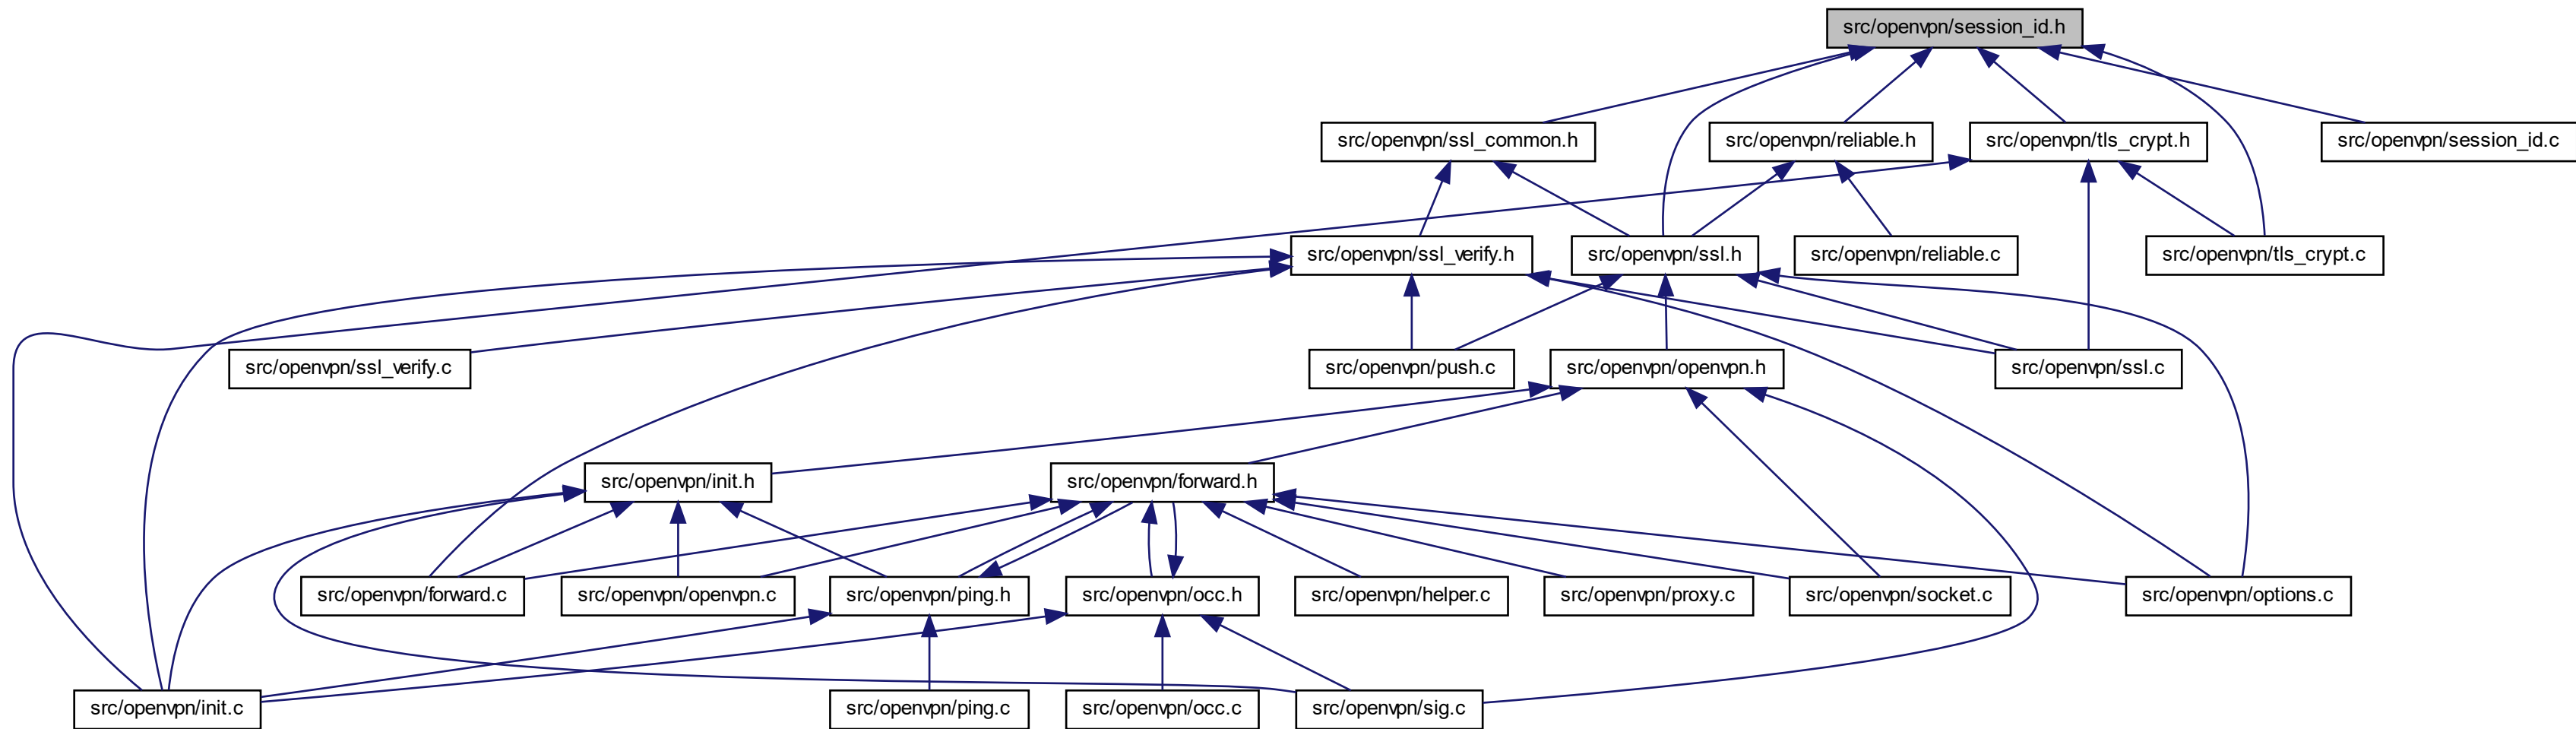 src/openvpn/session_id.h
src/openvpn/ssl_common.h
src/openvpn/reliable.h
src/openvpn/tls_crypt.h
src/openvpn/session_id.c
src/openvpn/ssl_verify.h
src/openvpn/ssl.h
src/openvpn/reliable.c
src/openvpn/tls_crypt.c
src/openvpn/ssl_verify.c
src/openvpn/push.c
src/openvpn/openvpn.h
src/openvpn/ssl.c
src/openvpn/init.h
src/openvpn/forward.h
src/openvpn/forward.c
src/openvpn/openvpn.c
src/openvpn/ping.h
src/openvpn/occ.h
src/openvpn/helper.c
src/openvpn/proxy.c
src/openvpn/socket.c
src/openvpn/options.c
src/openvpn/init.c
src/openvpn/ping.c
src/openvpn/occ.c
src/openvpn/sig.c